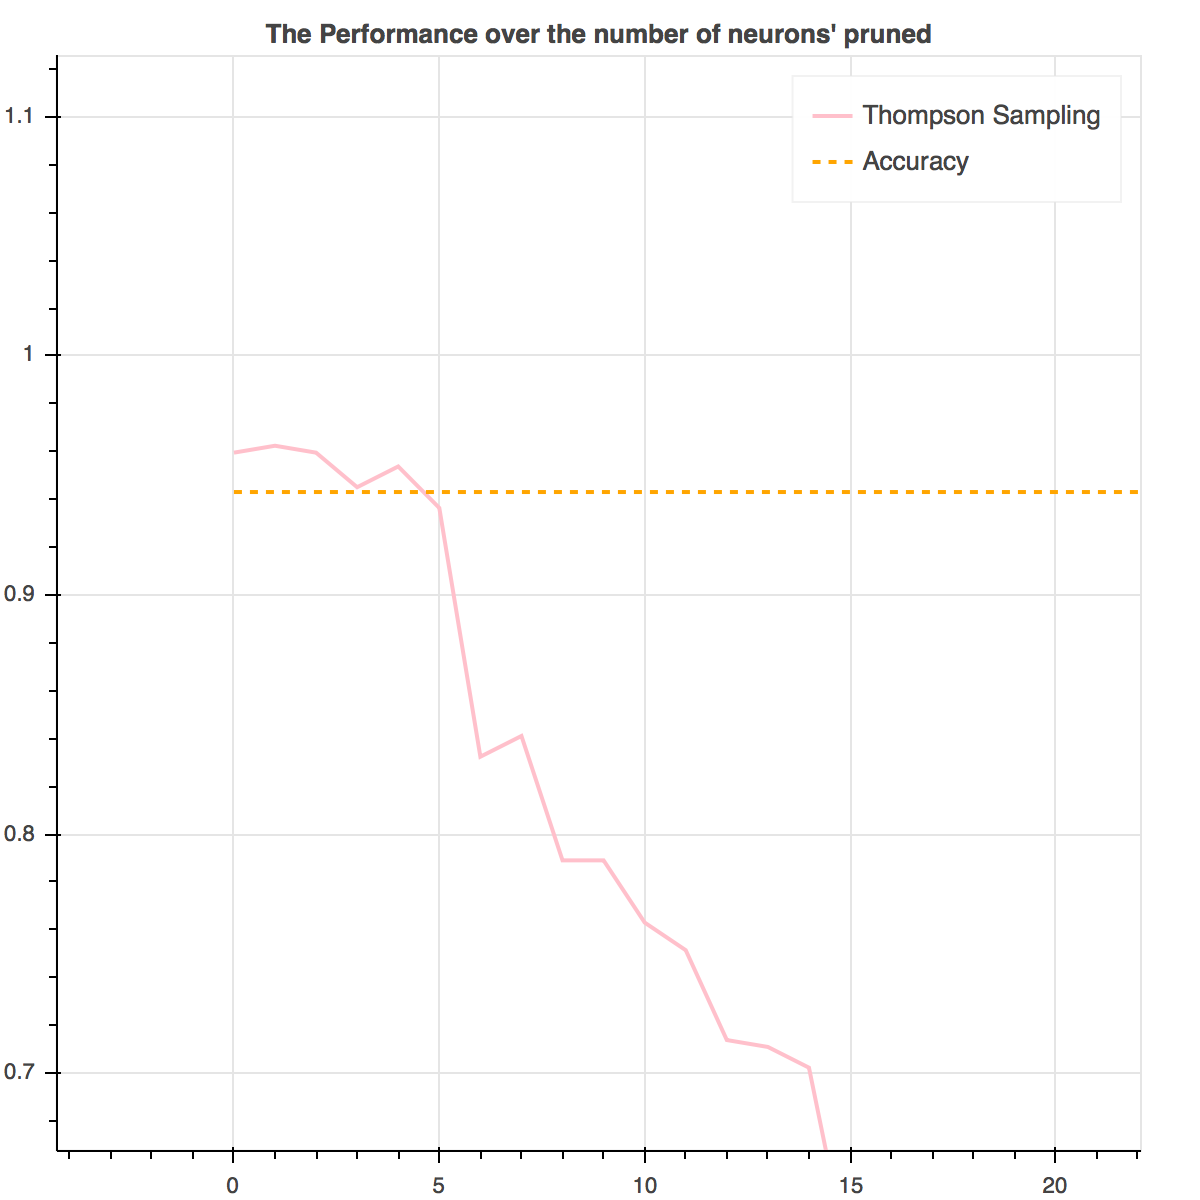 The Performance over the number of neurons' pruned
Thompson Sampling
Accuracy
1.1
1
0.9
0.8
0.7
0 5 10 15 20